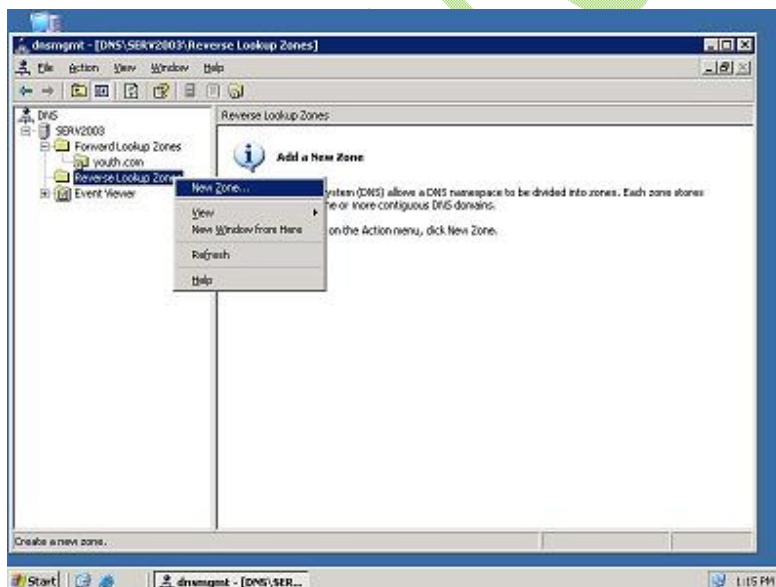 dnsmgmt - [DNS\SERV2003\Reverse Lookup Zones]
File Action View Window Help
DNS
SERV2003
Forward Lookup Zones
youth.com
Reverse Lookup Zones
Event Viewer
Reverse Lookup Zones
Add a New Zone
ystem (DNS) allows a DNS namespace to be divided into zones. Each zone stores
ne or more contiguous DNS domains.
on the Action menu, click New Zone.
New Zone...
View
New Window from Here
Refresh
Help
Create a new zone.
Start
dnsmgmt - [DNS\SER...
1:15 PM